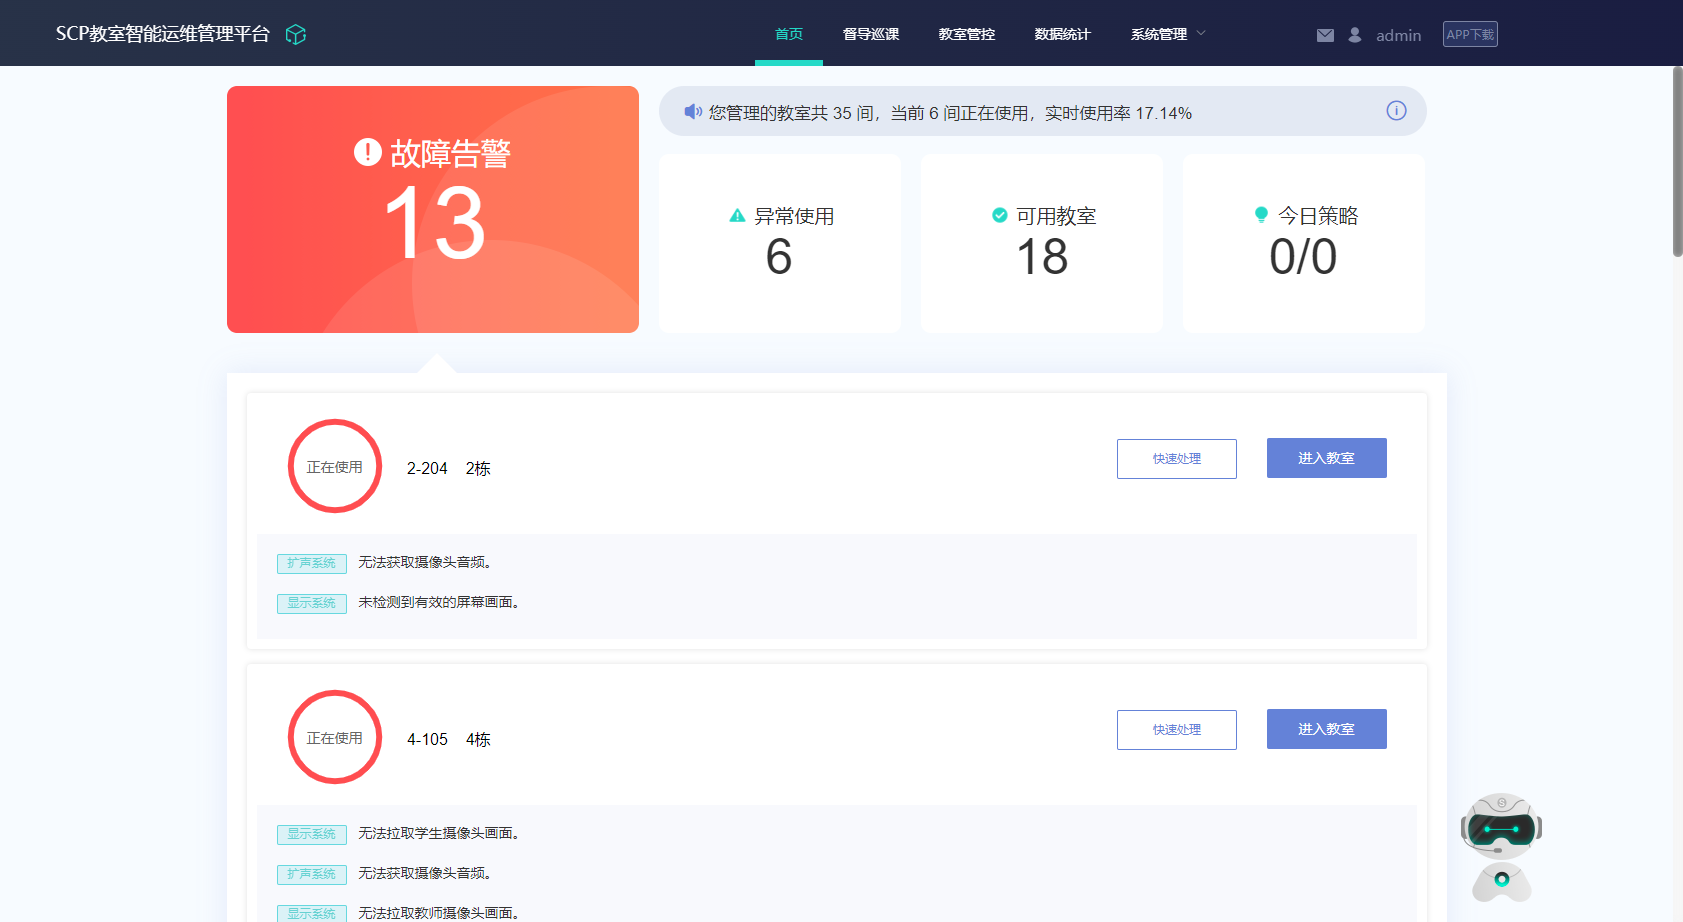 SCP教室智能运维管理平台
首页 督导巡课 教室管控 数据统计 系统管理
admin APP下载
故障告警
13
您管理的教室共 35 间，当前 6 间正在使用，实时使用率 17.14%
异常使用
6
可用教室
18
今日策略
0/0
正在使用 2-204 2栋 快速处理 进入教室
扩声系统 无法获取摄像头音频。
显示系统 未检测到有效的屏幕画面。
正在使用 4-105 4栋 快速处理 进入教室
显示系统 无法拉取学生摄像头画面。
扩声系统 无法获取摄像头音频。
显示系统 无法拉取教师摄像头画面。
S